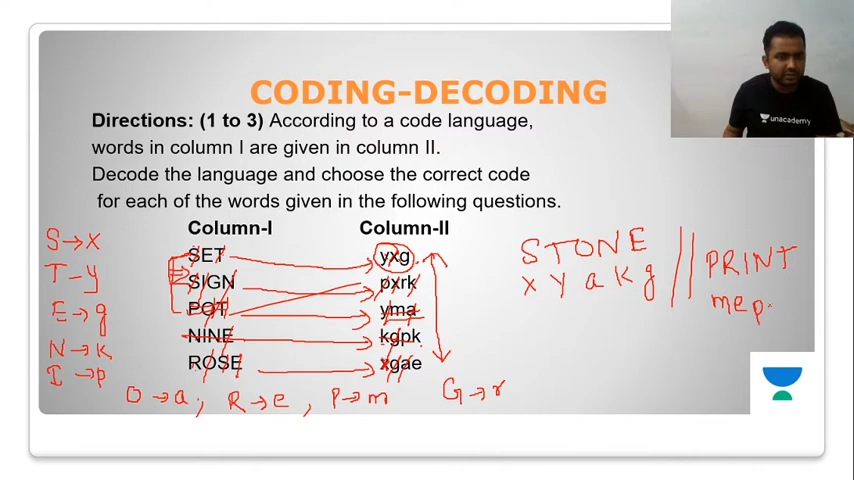 unacademy
CODING-DECODING
Directions: (1 to 3) According to a code language,
words in column I are given in column II.
Decode the language and choose the correct code
for each of the words given in the following questions.
Column-I Column-II
SET yxg
SIGN pxrk
POT yma
NINE kgpk
ROSE xgae
S→x
T-y
E→g
N→k
I→p
O→a, R→e, P→m G→r
STONE
x y a k g
PRINT
mep.